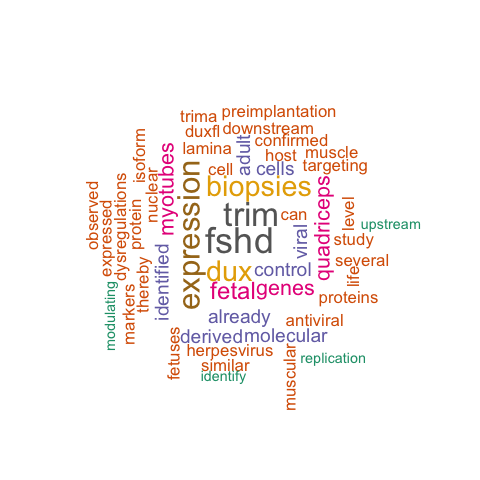 preimplantation
trima
duxfl
downstream
confirmed
lamina
adult
host
muscle
isoform
myotubes
cell
cells
targeting
nuclear
expression
biopsies
quadriceps
observed
expressed
dysregulations
protein
trim
can
level
viral
upstream
fshd
study
identified
dux
control
several
life
modulating
markers
thereby
fetal
genes
proteins
already
antiviral
fetuses
derived
molecular
herpesvirus
replication
similar
muscular
identify